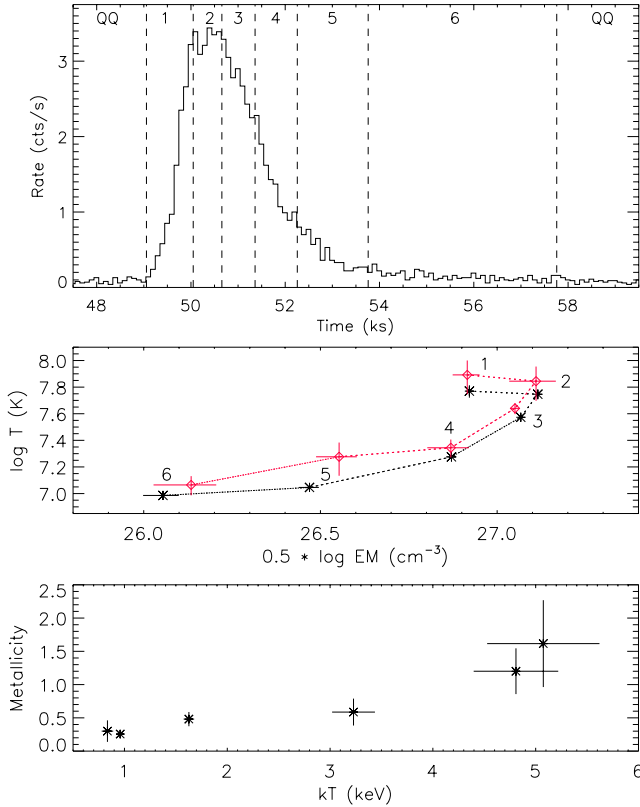 QQ 1 2 3 4 5 6 QQ
3
2
1
0
Rate (cts/s)
48 50 52 54 56 58
Time (ks)
8.0
7.8
7.6
7.4
7.2
7.0
log T (K)
1
2
3
4
5
6
26.0 26.5 27.0
0.5 * log EM (cm⁻³)
2.5
2.0
1.5
1.0
0.5
0.0
Metallicity
1 2 3 4 5 6
kT (keV)